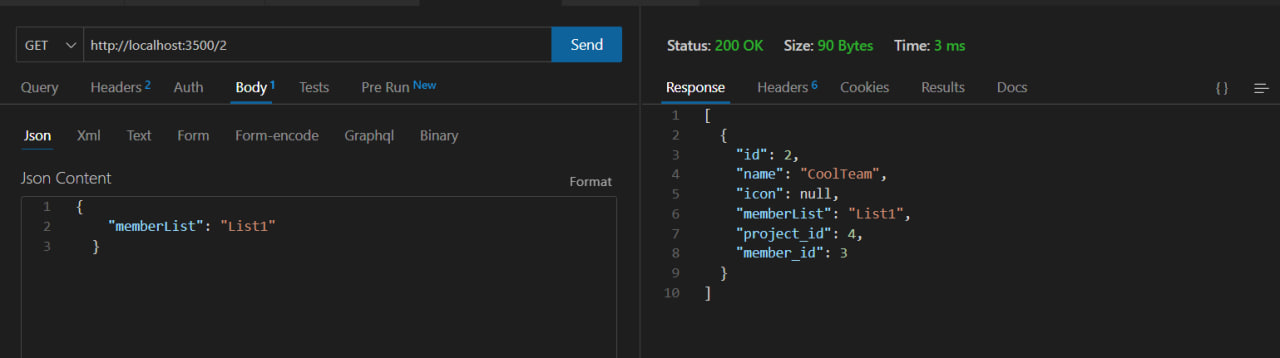 GET http://localhost:3500/2 Send
Query Headers 2 Auth Body 1 Tests Pre Run New
Json Xml Text Form Form-encode Graphql Binary
Json Content Format
1 {
2 "memberList": "List1"
3 }
Status: 200 OK Size: 90 Bytes Time: 3 ms
Response Headers 6 Cookies Results Docs { }
1 [
2 {
3 "id": 2,
4 "name": "CoolTeam",
5 "icon": null,
6 "memberList": "List1",
7 "project_id": 4,
8 "member_id": 3
9 }
10 ]